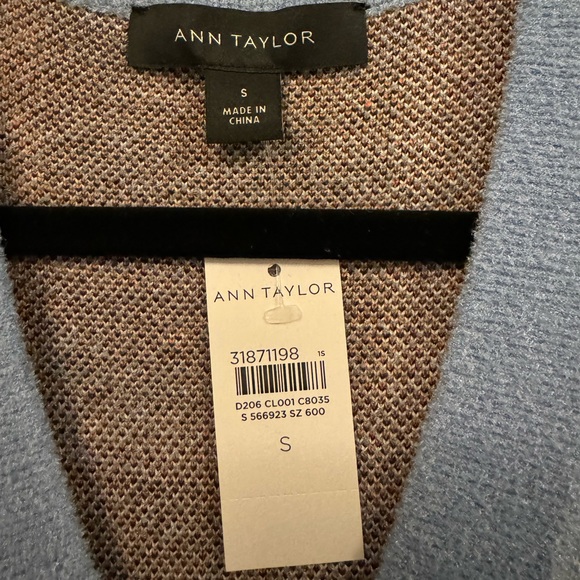 ANN TAYLOR
S
MADE IN
CHINA
ANN TAYLOR
31871198 15
D206 CL001 C8035
S 566923 SZ 600
S